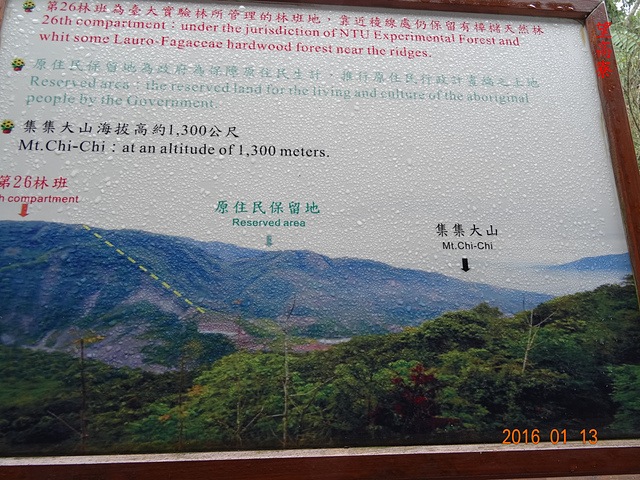 第26林班為臺大實驗林所管理的林班地，靠近稜線處仍保留有樟櫧天然林
26th compartment：under the jurisdiction of NTU Experimental Forest and
whit some Lauro-Fagaceae hardwood forest near the ridges.
原住民保留地為政府為保障原住民生計，推行原住民行政計畫編之土地
Reserved area：the reserved land for the living and culture of the aboriginal
people by the Government.
集集大山海拔高約1,300公尺
Mt.Chi-Chi：at an altitude of 1,300 meters.
第26林班
h compartment
原住民保留地
Reserved area
集集大山
Mt.Chi-Chi
2016 01 13